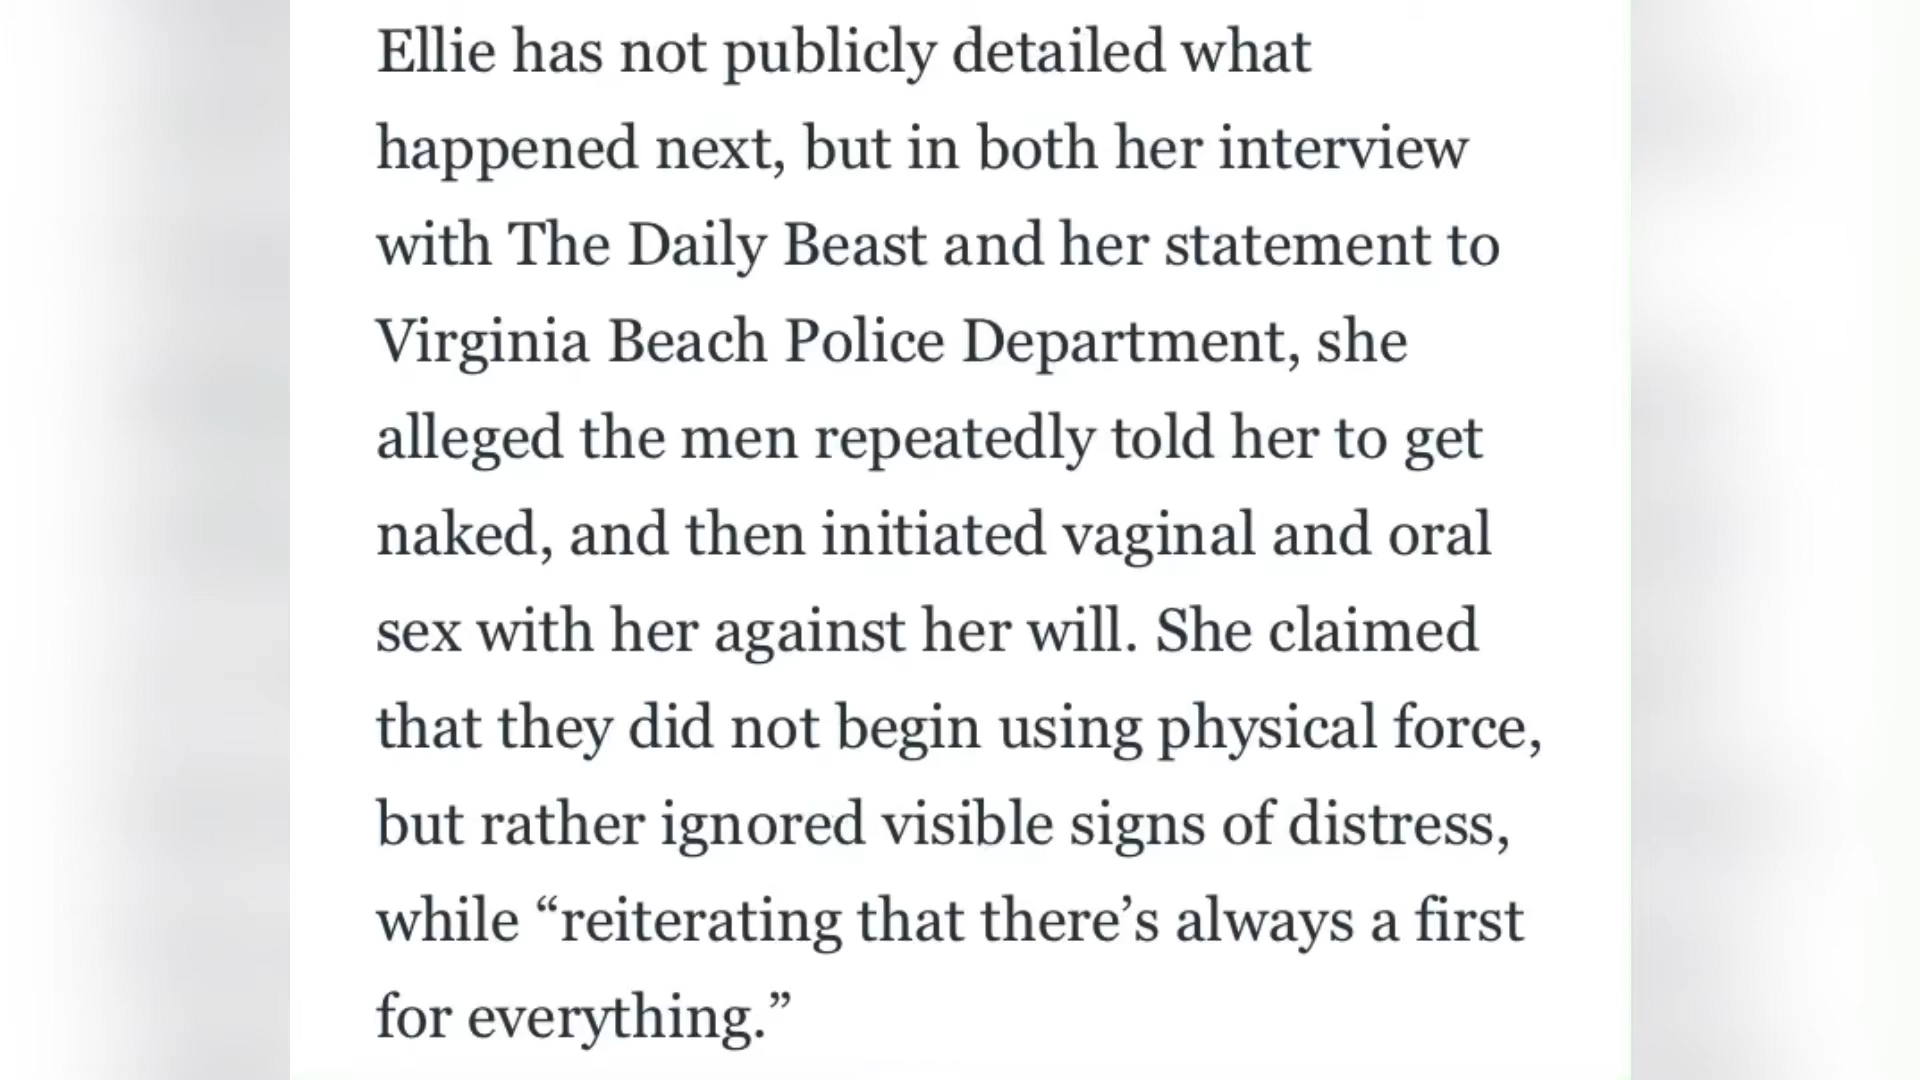 Ellie has not publicly detailed what
happened next, but in both her interview
with The Daily Beast and her statement to
Virginia Beach Police Department, she
alleged the men repeatedly told her to get
naked, and then initiated vaginal and oral
sex with her against her will. She claimed
that they did not begin using physical force,
but rather ignored visible signs of distress,
while “reiterating that there’s always a first
for everything.”